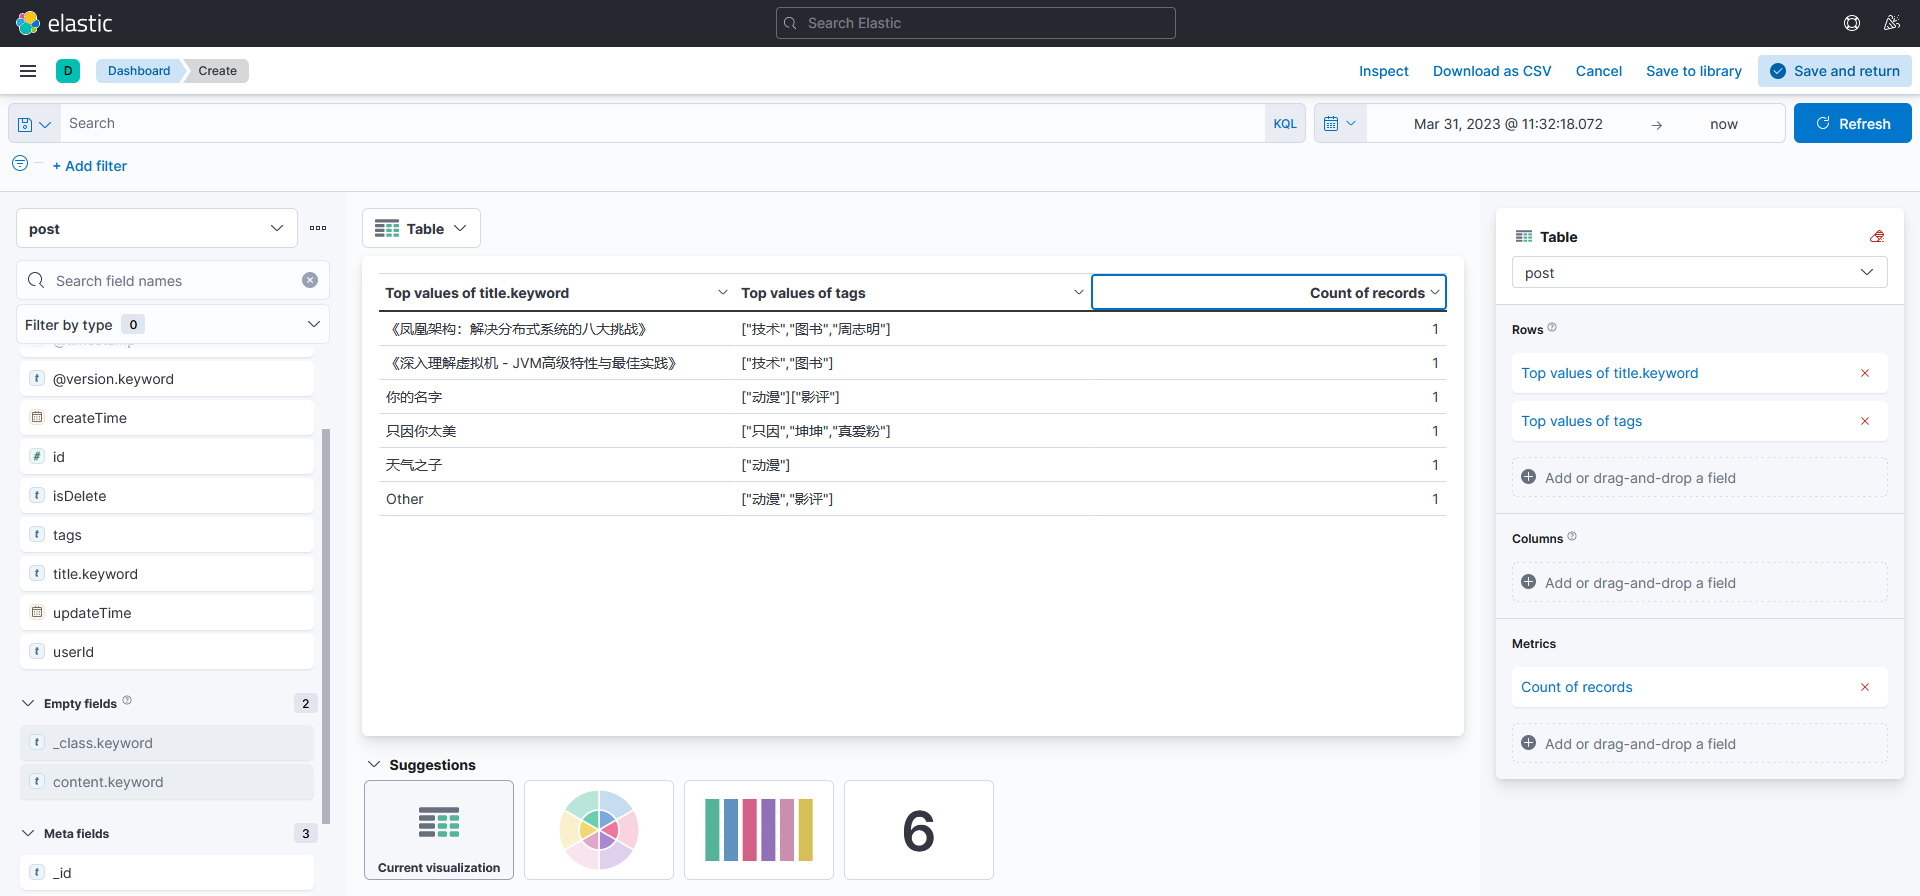 elastic
Search Elastic
D
Dashboard
Create
Inspect
Download as CSV
Cancel
Save to library
Save and return
Search
KQL
Mar 31, 2023 @ 11:32:18.072
→
now
Refresh
+ Add filter
post
Search field names
Filter by type 0
@timestamp
t @version.keyword
createTime
# id
t isDelete
t tags
t title.keyword
updateTime
t userId
Empty fields 2
t _class.keyword
t content.keyword
Meta fields 3
t _id
Table
Top values of title.keyword Top values of tags Count of records
《凤凰架构：解决分布式系统的八大挑战》 ["技术","图书","周志明"] 1
《深入理解虚拟机 - JVM高级特性与最佳实践》 ["技术","图书"] 1
你的名字 ["动漫"]["影评"] 1
只因你太美 ["只因","坤坤","真爱粉"] 1
天气之子 ["动漫"] 1
Other ["动漫","影评"] 1
Suggestions
Current visualization
6
Table
post
Rows
Top values of title.keyword
Top values of tags
Add or drag-and-drop a field
Columns
Add or drag-and-drop a field
Metrics
Count of records
Add or drag-and-drop a field